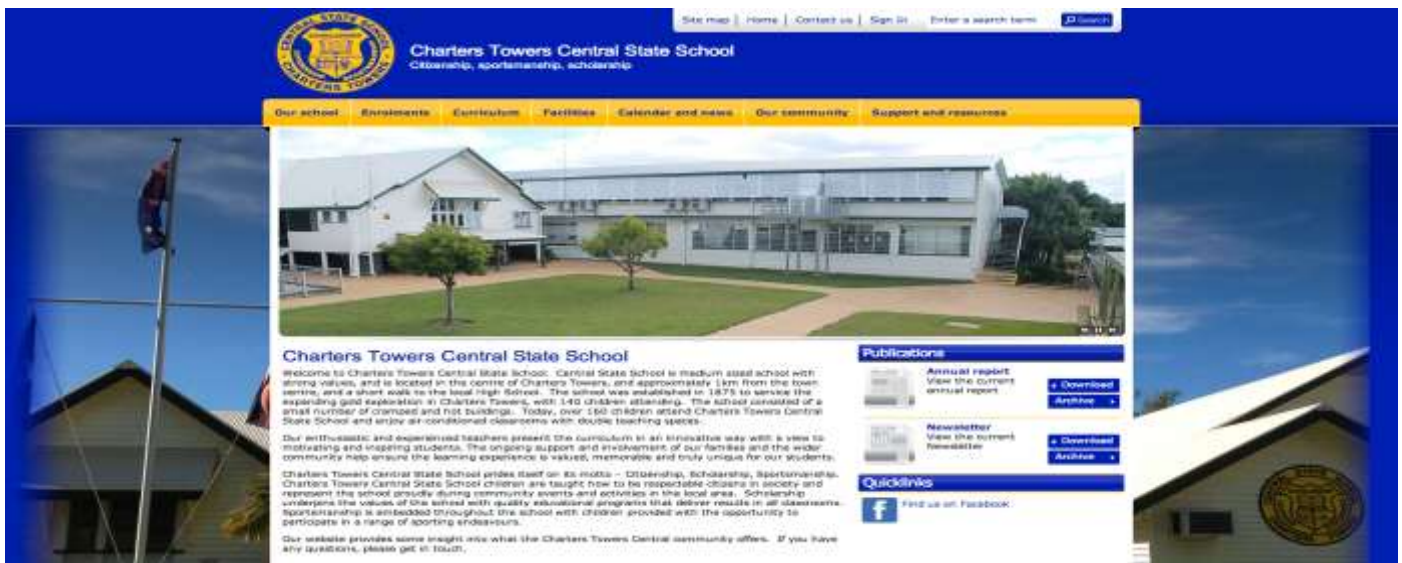 Site map | Home | Contact us | Sign in Enter a search term Search
CENTRAL STATE SCHOOL
CHARTERS TOWERS
Charters Towers Central State School
Citizenship, sportsmanship, scholarship
Our school Enrolments Curriculum Facilities Calendar and news Our community Support and resources
Charters Towers Central State School
Welcome to Charters Towers Central State School. Central State School is medium sized school with
strong values, and is located in the centre of Charters Towers, and approximately 1km from the town
centre, and a short walk to the local High School. The school was established in 1875 to service the
expanding gold exploration in Charters Towers, with 140 children attending. The school consisted of a
small number of cramped and hot buildings. Today, over 160 children attend Charters Towers Central
State School and enjoy air-conditioned classrooms with double teaching spaces.
Our enthusiastic and experienced teachers present the curriculum in an innovative way with a view to
motivating and inspiring students. The ongoing support and involvement of our families and the wider
community help ensure the learning experience is valued, memorable and truly unique for our students.
Charters Towers Central State School prides itself on its motto – Citizenship, Scholarship, Sportsmanship.
Charters Towers Central State School children are taught how to be respectable citizens in society and
represent the school proudly during community events and activities in the local area. Scholarship
underpins the values of the school with quality educational programs that deliver results in all classrooms.
Sportsmanship is embedded throughout the school with children provided with the opportunity to
participate in a range of sporting endeavours.
Our website provides some insight into what the Charters Towers Central community offers. If you have
any questions, please get in touch.
Publications
Annual report
View the current
annual report
Download
Archive
Newsletter
View the current
Newsletter
Download
Archive
Quicklinks
f Find us on Facebook